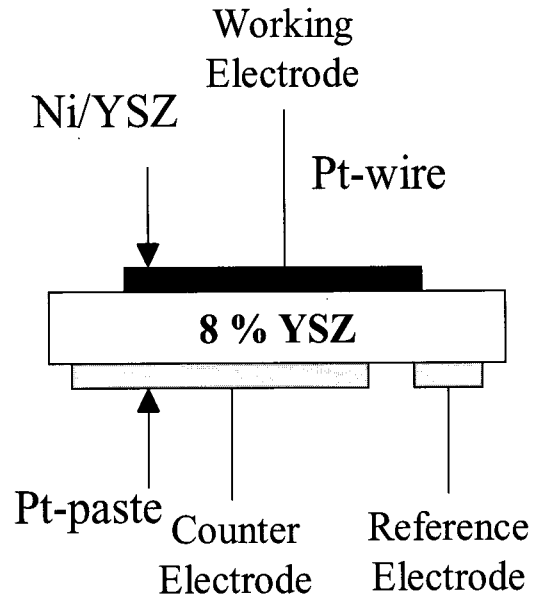 Working
Electrode
Ni/YSZ
Pt-wire
8 % YSZ
Pt-paste
Counter
Electrode
Reference
Electrode